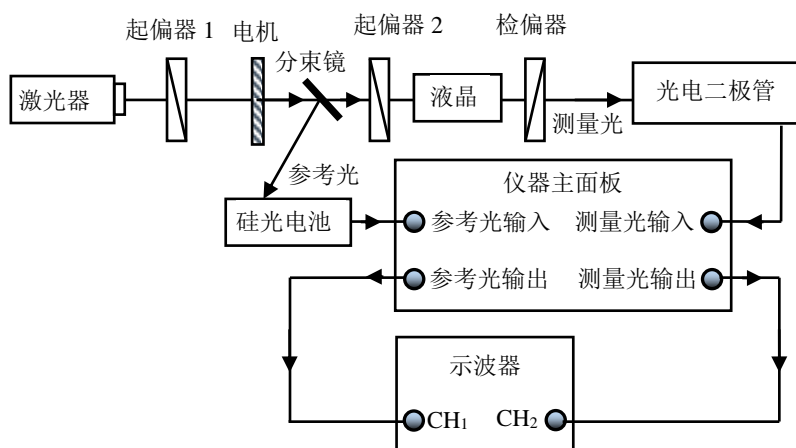 起偏器 1
电机
分束镜
起偏器 2
检偏器
激光器
液晶
光电二极管
测量光
参考光
仪器主面板
硅光电池
参考光输入 测量光输入
参考光输出 测量光输出
示波器
CH₁ CH₂